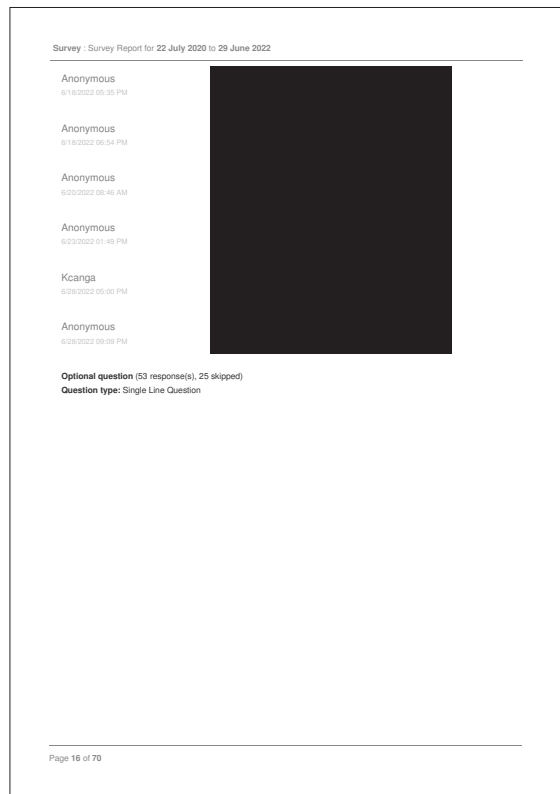 Survey : Survey Report for 22 July 2020 to 29 June 2022
Anonymous
6/18/2022 05:35 PM
Anonymous
6/18/2022 06:54 PM
Anonymous
6/20/2022 08:46 AM
Anonymous
6/23/2022 01:49 PM
Kcanga
6/28/2022 05:00 PM
Anonymous
6/28/2022 09:09 PM
Optional question (53 response(s), 25 skipped)
Question type: Single Line Question
Page 16 of 70